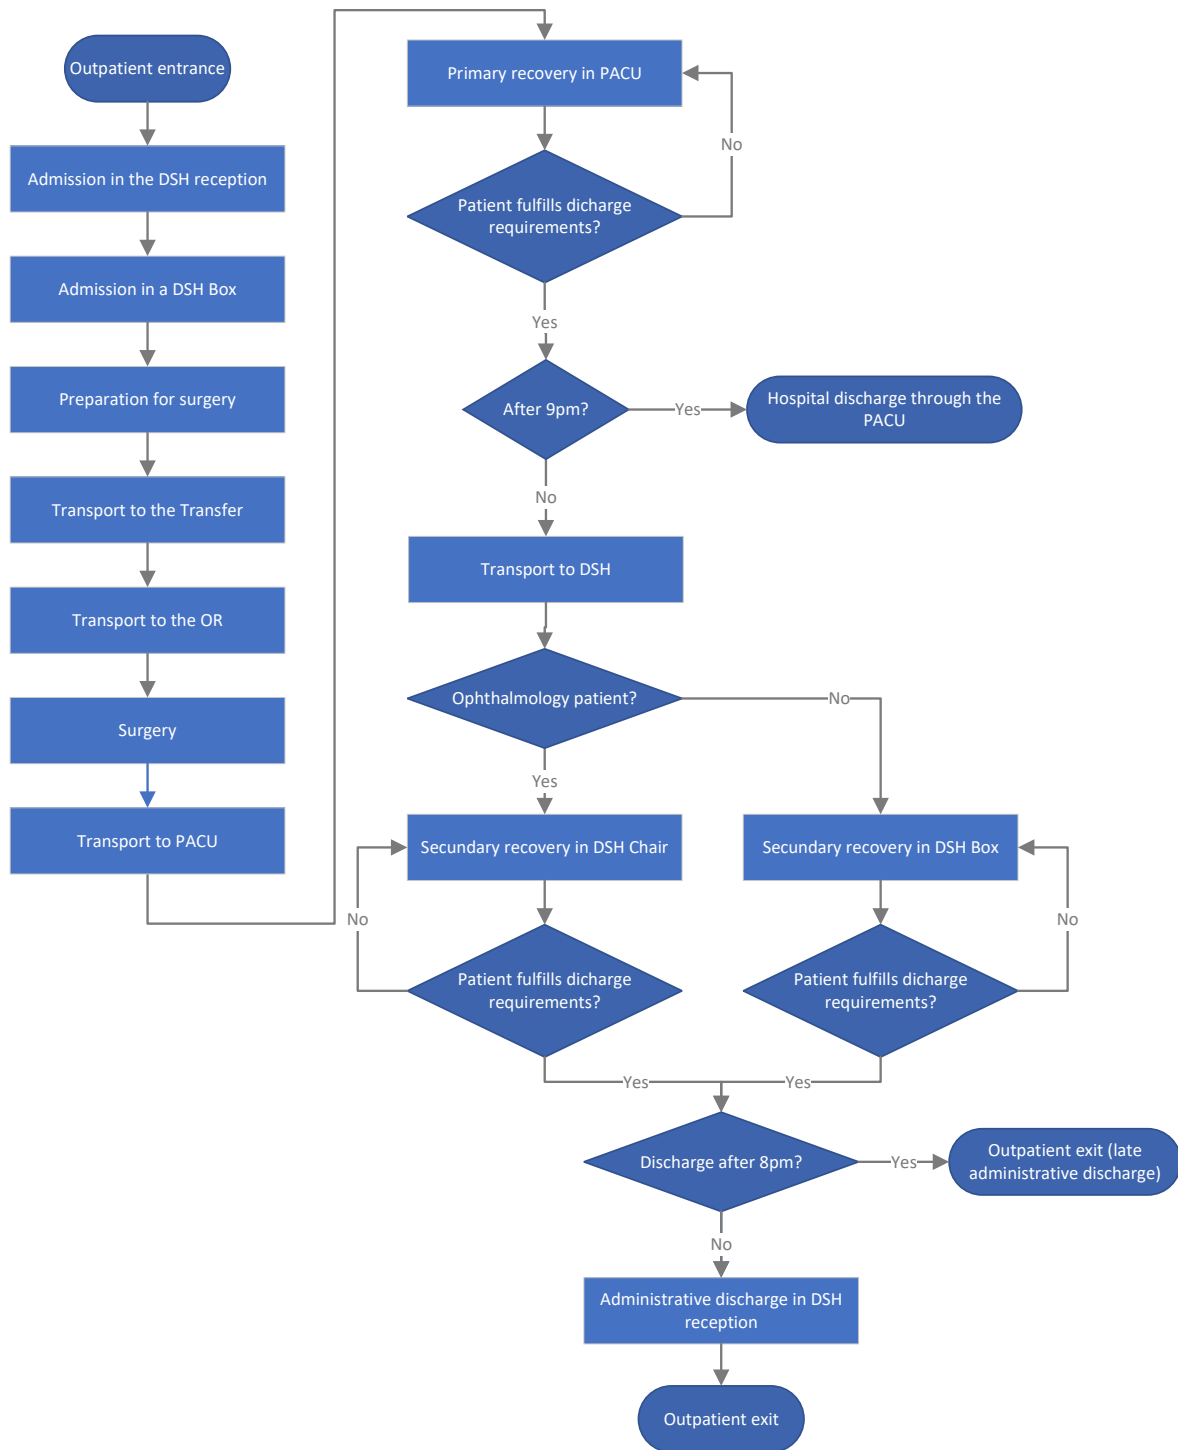 Outpatient entrance
Admission in the DSH reception
Admission in a DSH Box
Preparation for surgery
Transport to the Transfer
Transport to the OR
Surgery
Transport to PACU
Primary recovery in PACU
No
Patient fulfills dicharge
requirements?
Yes
After 9pm?
Yes
Hospital discharge through the
PACU
No
Transport to DSH
Ophthalmology patient?
No
Yes
Secundary recovery in DSH Chair
Secundary recovery in DSH Box
No
No
Patient fulfills dicharge
requirements?
Patient fulfills dicharge
requirements?
Yes
Yes
Discharge after 8pm?
Yes
Outpatient exit (late
administrative discharge)
No
Administrative discharge in DSH
reception
Outpatient exit